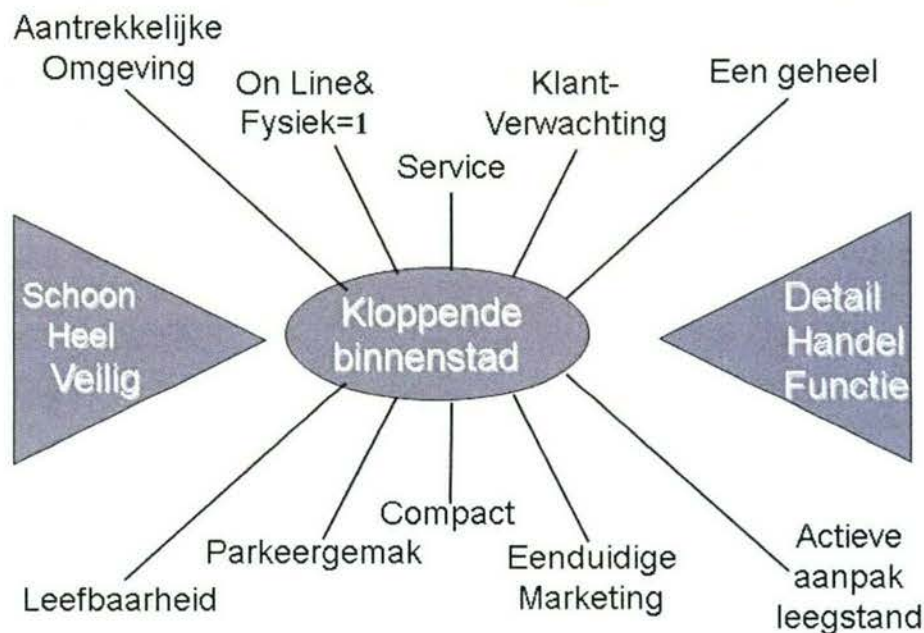 Aantrekkelijke
Omgeving
On Line&
Fysiek=1
Service
Klant-
Verwachting
Een geheel
Schoon
Heel
Veilig
Kloppende
binnenstad
Detail
Handel
Functie
Leefbaarheid
Parkeergemak
Compact
Eenduidige
Marketing
Actieve
aanpak
leegstand